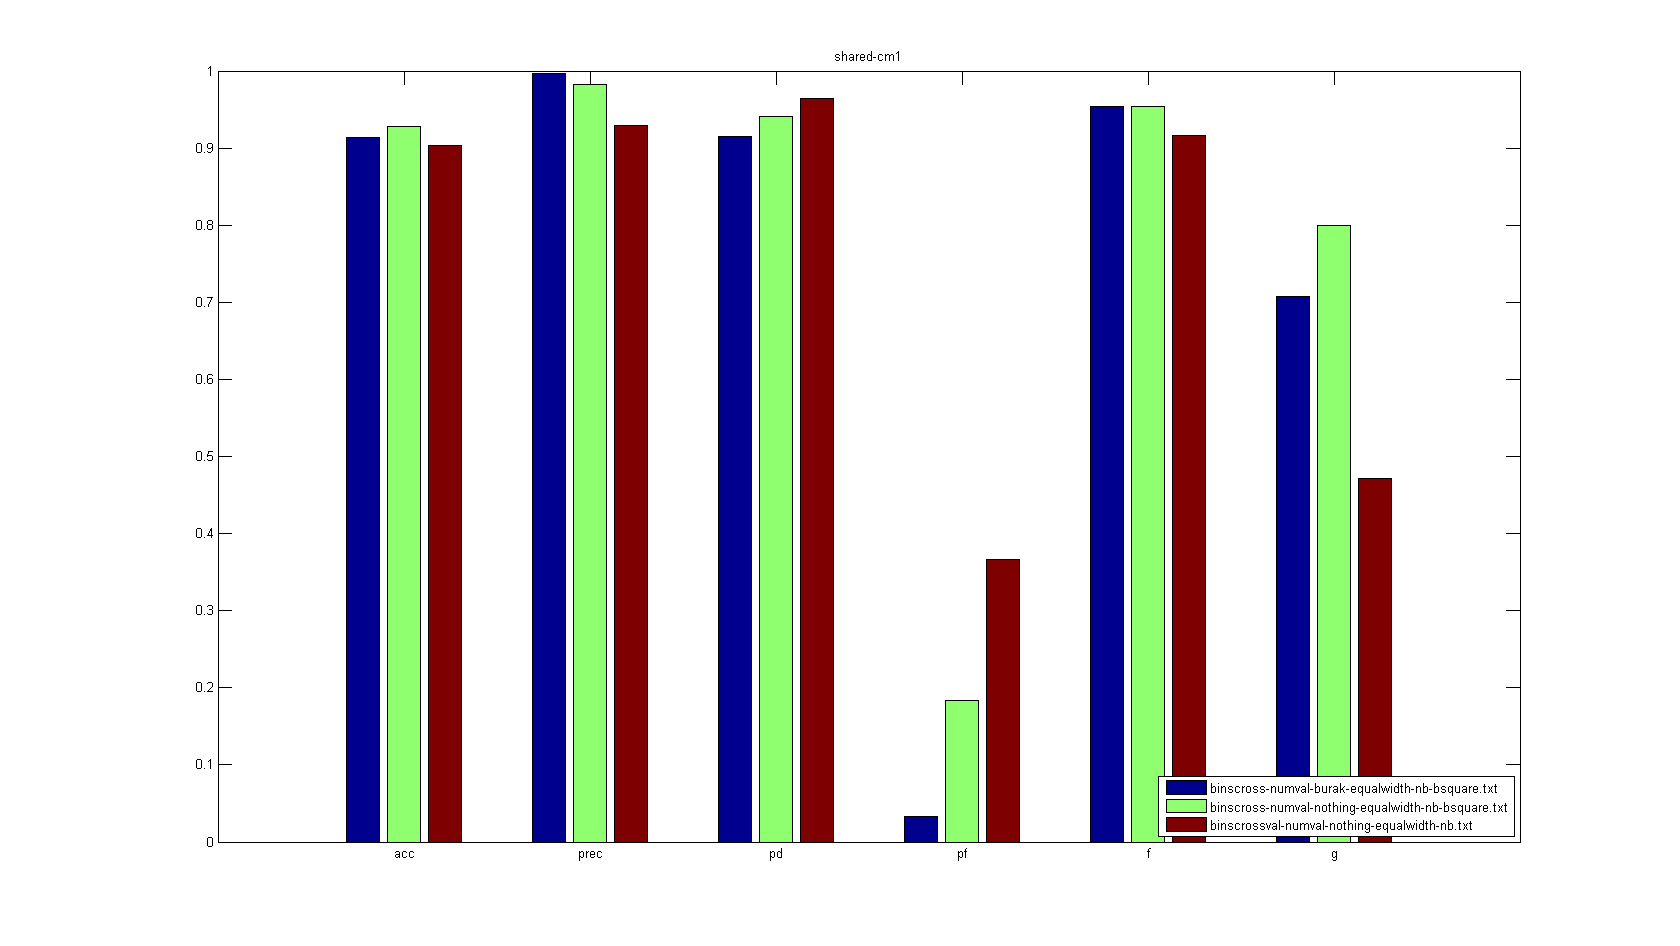 shared-cm1
1
0.9
0.8
0.7
0.6
0.5
0.4
0.3
0.2
0.1
0
acc prec pd pf f g
binscross-numval-burak-equalwidth-nb-bsquare.txt
binscross-numval-nothing-equalwidth-nb-bsquare.txt
binscrossval-numval-nothing-equalwidth-nb.txt